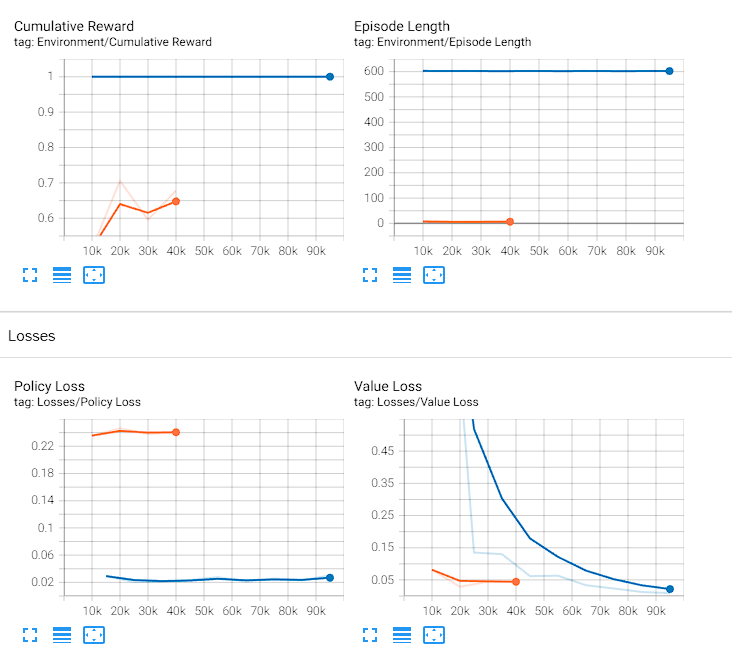 Cumulative Reward
tag: Environment/Cumulative Reward
1
0.9
0.8
0.7
0.6
10k 20k 30k 40k 50k 60k 70k 80k 90k
Episode Length
tag: Environment/Episode Length
600
500
400
300
200
100
0
10k 20k 30k 40k 50k 60k 70k 80k 90k
Losses
Policy Loss
tag: Losses/Policy Loss
0.22
0.18
0.14
0.1
0.06
0.02
10k 20k 30k 40k 50k 60k 70k 80k 90k
Value Loss
tag: Losses/Value Loss
0.45
0.35
0.25
0.15
0.05
10k 20k 30k 40k 50k 60k 70k 80k 90k